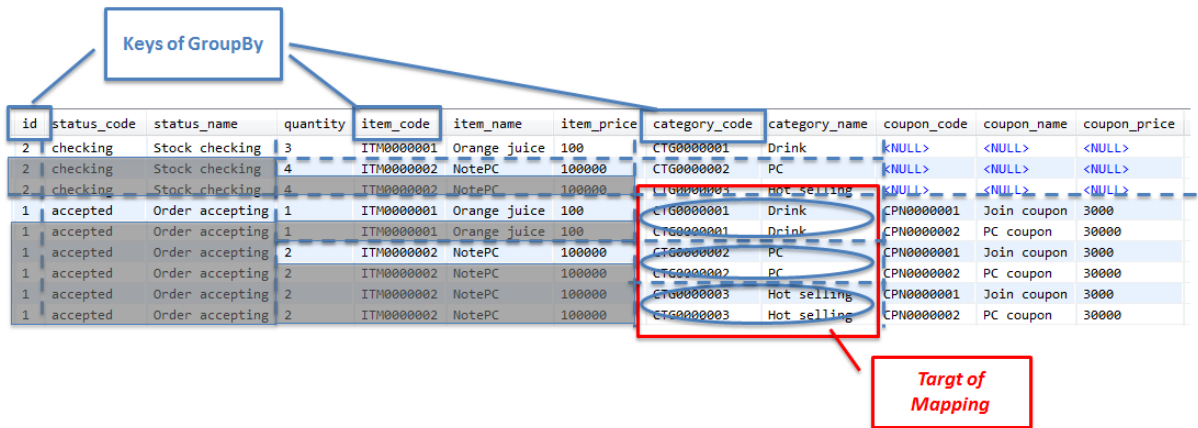 Keys of GroupBy
id status_code status_name quantity item_code item_name item_price category_code category_name coupon_code coupon_name coupon_price
2 checking Stock checking 3 ITM0000001 Orange juice 100 CTG0000001 Drink <NULL> <NULL> <NULL>
2 checking Stock checking 4 ITM0000002 NotePC 100000 CTG0000002 PC <NULL> <NULL> <NULL>
2 checking Stock checking 4 ITM0000002 NotePC 100000 CTG0000003 Hot selling <NULL> <NULL> <NULL>
1 accepted Order accepting 1 ITM0000001 Orange juice 100 CTG0000001 Drink CPN0000001 Join coupon 3000
1 accepted Order accepting 1 ITM0000001 Orange juice 100 CTG0000001 Drink CPN0000002 PC coupon 30000
1 accepted Order accepting 2 ITM0000002 NotePC 100000 CTG0000002 PC CPN0000001 Join coupon 3000
1 accepted Order accepting 2 ITM0000002 NotePC 100000 CTG0000002 PC CPN0000002 PC coupon 30000
1 accepted Order accepting 2 ITM0000002 NotePC 100000 CTG0000003 Hot selling CPN0000001 Join coupon 3000
1 accepted Order accepting 2 ITM0000002 NotePC 100000 CTG0000003 Hot selling CPN0000002 PC coupon 30000
Targt of
Mapping